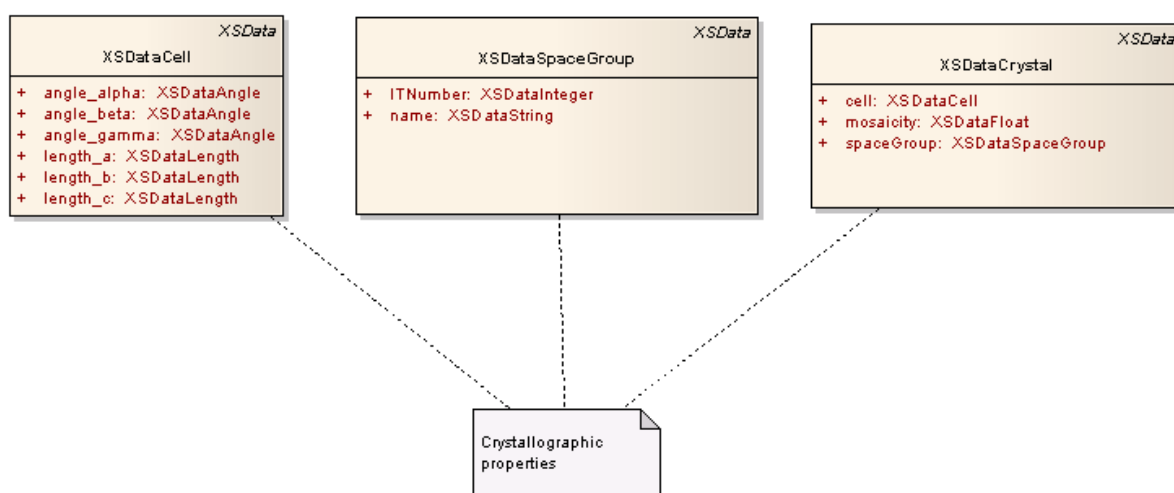 XSData
XSDataCell
+ angle_alpha: XSDataAngle
+ angle_beta: XSDataAngle
+ angle_gamma: XSDataAngle
+ length_a: XSDataLength
+ length_b: XSDataLength
+ length_c: XSDataLength
XSData
XSDataSpaceGroup
+ ITNumber: XSDataInteger
+ name: XSDataString
XSData
XSDataCrystal
+ cell: XSDataCell
+ mosaicity: XSDataFloat
+ spaceGroup: XSDataSpaceGroup
Crystallographic
properties